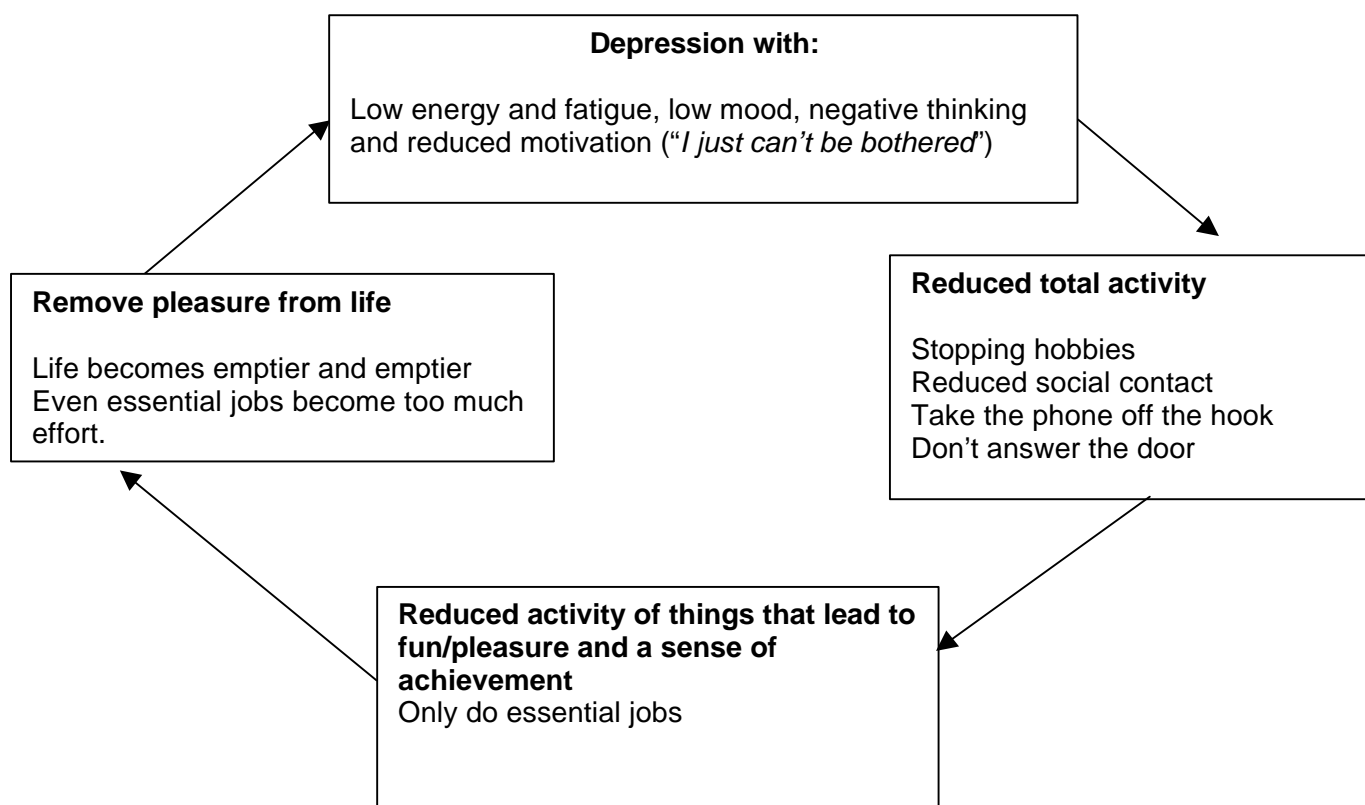 Depression with:
Low energy and fatigue, low mood, negative thinking
and reduced motivation (“I just can’t be bothered”)
Reduced total activity
Stopping hobbies
Reduced social contact
Take the phone off the hook
Don’t answer the door
Reduced activity of things that lead to
fun/pleasure and a sense of
achievement
Only do essential jobs
Remove pleasure from life
Life becomes emptier and emptier
Even essential jobs become too much
effort.